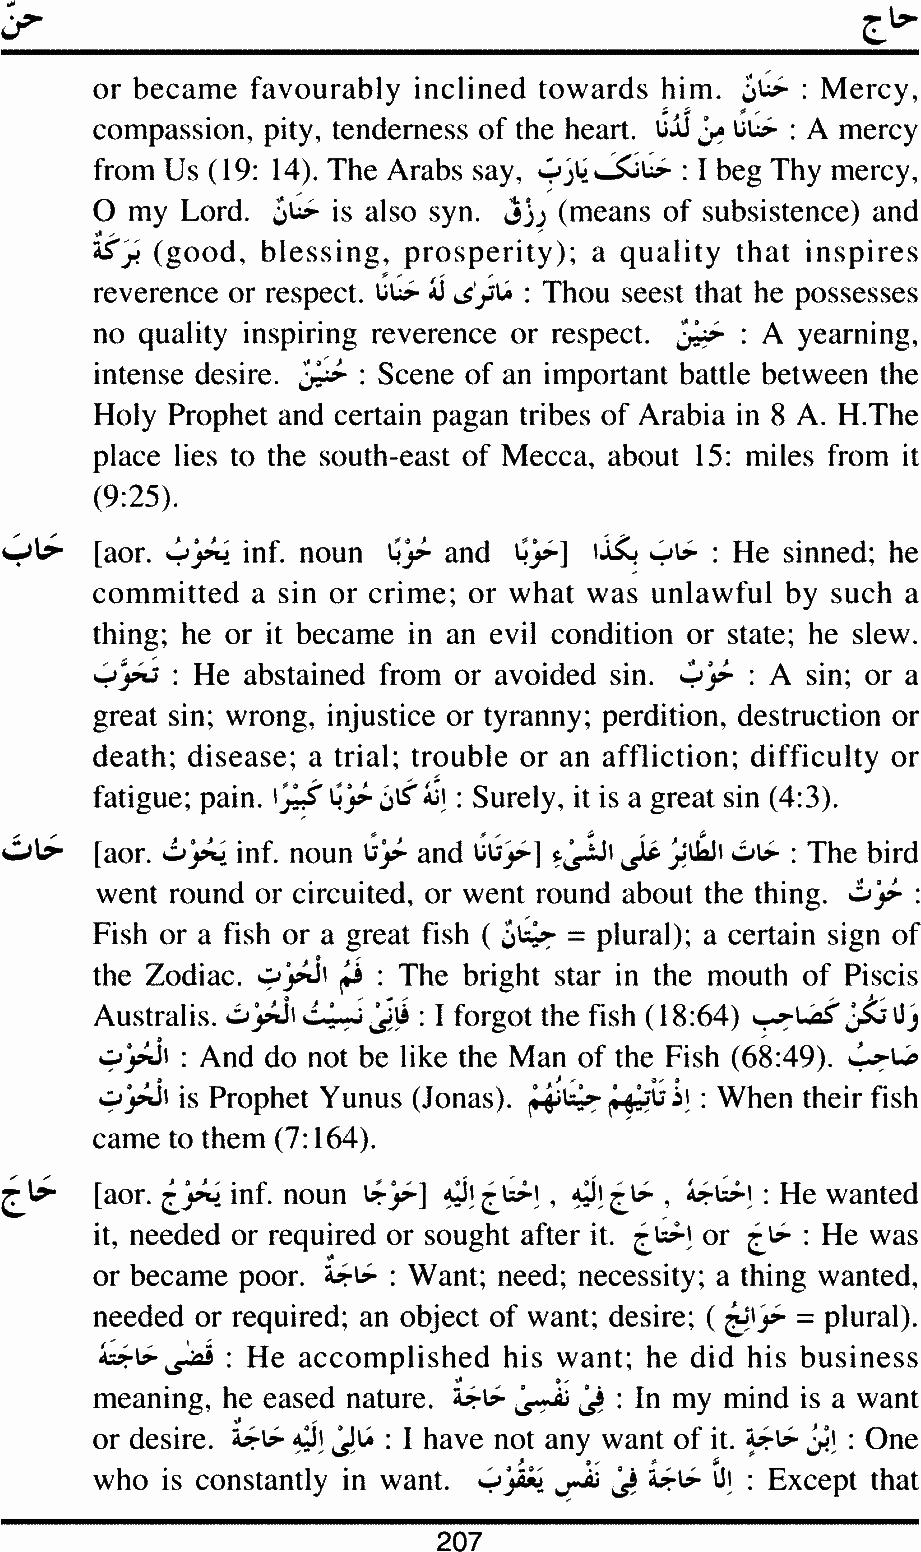 حنّ حاج
or became favourably inclined towards him. حَنَانٌ : Mercy,
compassion, pity, tenderness of the heart. حَنَانًا مِّنْ لَّدُنَّا : A mercy
from Us (19: 14). The Arabs say, حَنَانَکَ یَارَبِّ : I beg Thy mercy,
O my Lord. حَنَانٌ is also syn. رِزْقٌ (means of subsistence) and
بَرَکَةٌ (good, blessing, prosperity); a quality that inspires
reverence or respect. مَاتَرٰی لَهٗ حَنَانًا : Thou seest that he possesses
no quality inspiring reverence or respect. حَنِیْنٌ : A yearning,
intense desire. حُنَیْنٌ : Scene of an important battle between the
Holy Prophet and certain pagan tribes of Arabia in 8 A. H.The
place lies to the south-east of Mecca, about 15: miles from it
(9:25).
حَابَ [aor. یَحُوْبُ inf. noun حُوْبًا and حَوْبًا] حَابَ بِکَذَا : He sinned; he
committed a sin or crime; or what was unlawful by such a
thing; he or it became in an evil condition or state; he slew.
تَحَوَّبَ : He abstained from or avoided sin. حُوْبٌ : A sin; or a
great sin; wrong, injustice or tyranny; perdition, destruction or
death; disease; a trial; trouble or an affliction; difficulty or
fatigue; pain. اِنَّهٗ کَانَ حُوْبًا کَبِیْرًا : Surely, it is a great sin (4:3).
حَاتَ [aor. یَحُوْتُ inf. noun حُوْتًا and حَوَتَانًا] حَاتَ الطَّائِرُ عَلَی الشَّیْءِ : The bird
went round or circuited, or went round about the thing. حُوْتٌ :
Fish or a fish or a great fish ( حِیْتَانٌ = plural); a certain sign of
the Zodiac. فَمُ الْحُوْتِ : The bright star in the mouth of Piscis
Australis. فَاِنِّیْ نَسِیْتُ الْحُوْتَ : I forgot the fish (18:64) وَلَا تَکُنْ کَصَاحِبِ
الْحُوْتِ : And do not be like the Man of the Fish (68:49). صَاحِبُ
الْحُوْتِ is Prophet Yunus (Jonas). اِذْ تَاْتِیْهِمْ حِیْتَانُهُمْ : When their fish
came to them (7:164).
حَاجَ [aor. یَحُوْجُ inf. noun حَوْجًا] اِحْتَاجَ اِلَیْهِ , حَاجَ اِلَیْهِ , اِحْتَاجَهٗ : He wanted
it, needed or required or sought after it. اِحْتَاجَ or حَاجَ : He was
or became poor. حَاجَةٌ : Want; need; necessity; a thing wanted,
needed or required; an object of want; desire; ( حَوَائِجُ = plural).
قَضٰی حَاجَتَهٗ : He accomplished his want; he did his business
meaning, he eased nature. فِیْ نَفْسِیْ حَاجَةٌ : In my mind is a want
or desire. مَالِیْ اِلَیْهِ حَاجَةٌ : I have not any want of it. اِبْنُ حَاجَةٍ : One
who is constantly in want. اِلَّا حَاجَةً فِیْ نَفْسِ یَعْقُوْبَ : Except that
207